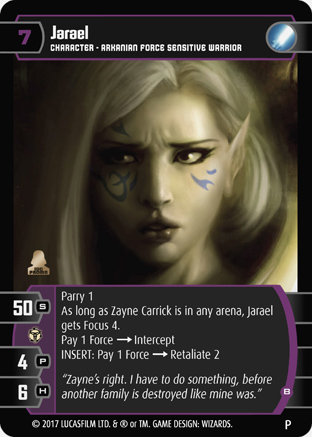 7
Jarael
CHARACTER - ARKANIAN FORCE SENSITIVE WARRIOR
50 S
4 P
6 H
Parry 1
As long as Zayne Carrick is in any arena, Jarael
gets Focus 4.
Pay 1 Force → Intercept
INSERT: Pay 1 Force → Retaliate 2
“Zayne's right. I have to do something, before
another family is destroyed like mine was.”
B
© 2017 LUCASFILM LTD. & ® or TM. GAME DESIGN: WIZARDS.
P